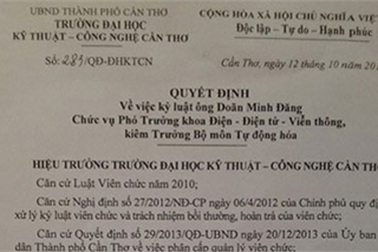 UBND THÀNH PHỐ CẦN THƠ
TRƯỜNG ĐẠI HỌC
KỸ THUẬT – CÔNG NGHỆ CẦN THƠ
Số: 285/QĐ-ĐHKTCN
CỘNG HÒA XÃ HỘI CHỦ NGHĨA VIỆ
Độc lập – Tự do – Hạnh phúc
Cần Thơ, ngày 12 tháng 10 năm 20
QUYẾT ĐỊNH
Về việc kỷ luật ông Doãn Minh Đăng
Chức vụ Phó Trưởng khoa Điện - Điện tử - Viễn thông,
kiêm Trưởng Bộ môn Tự động hóa
HIỆU TRƯỞNG TRƯỜNG ĐẠI HỌC KỸ THUẬT – CÔNG NGHỆ CẦN TH
Căn cứ Luật Viên chức năm 2010;
Căn cứ Nghị định số 27/2012/NĐ-CP ngày 06/4/2012 của Chính phủ quy đị
xử lý kỷ luật viên chức và trách nhiệm bồi thường, hoàn trả của viên chức;
Căn cứ Quyết định số 29/2013/QĐ-UBND ngày 20/12/2013 của Ủy ban
dân Thành phố Cần Thơ về việc phân cấp quản lý viên chức;